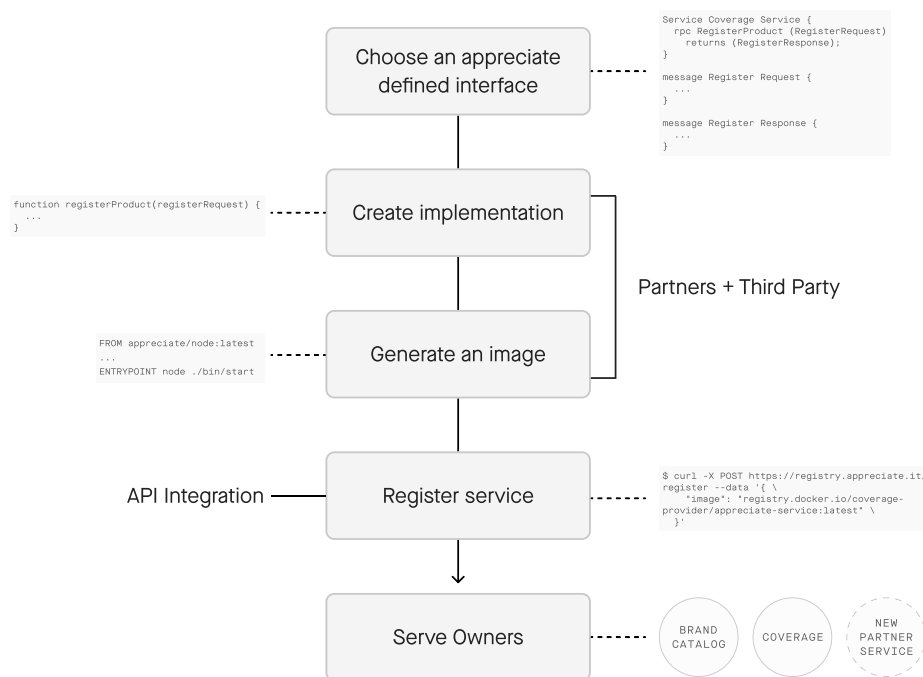 Choose an appreciate
defined interface
Service Coverage Service {
rpc RegisterProduct (RegisterRequest)
returns (RegisterResponse);
}
message Register Request {
...
}
message Register Response {
...
}
function registerProduct(registerRequest) {
...
}
Create implementation
Partners + Third Party
FROM appreciate/node:latest
...
ENTRYPOINT node ./bin/start
Generate an image
API Integration
Register service
$ curl -X POST https://registry.appreciate.it/
register --data '{ \
"image": "registry.docker.io/coverage-
provider/appreciate-service:latest" \
}'
Serve Owners
BRAND
CATALOG
COVERAGE
NEW
PARTNER
SERVICE